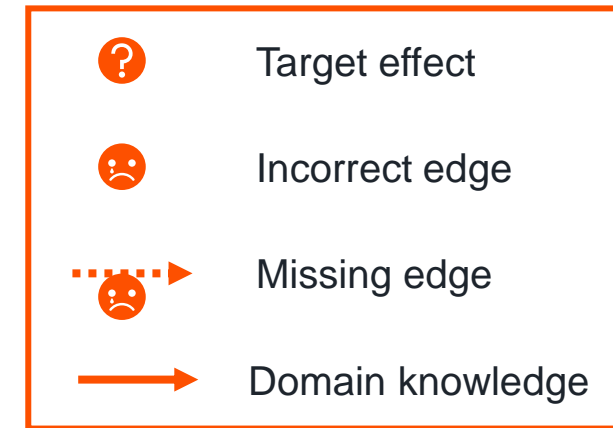 ?
Target effect
Incorrect edge
Missing edge
Domain knowledge